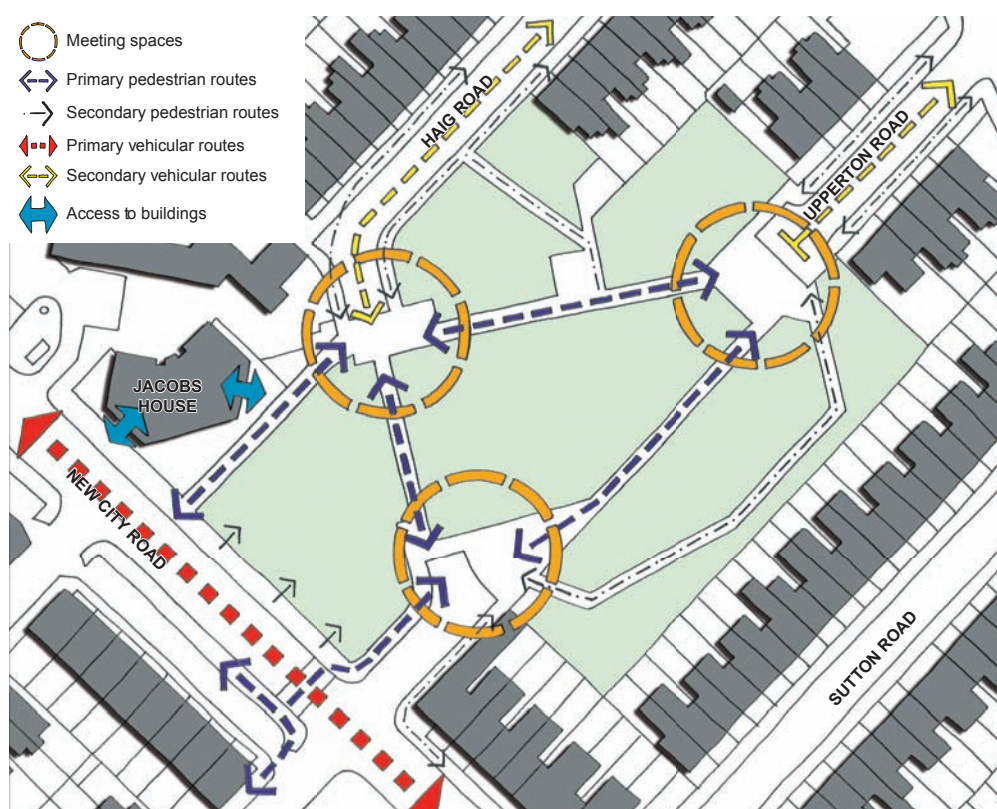 Meeting spaces
Primary pedestrian routes
Secondary pedestrian routes
Primary vehicular routes
Secondary vehicular routes
Access to buildings
HAIG ROAD
UPPERTON ROAD
JACOBS
HOUSE
NEW CITY ROAD
SUTTON ROAD